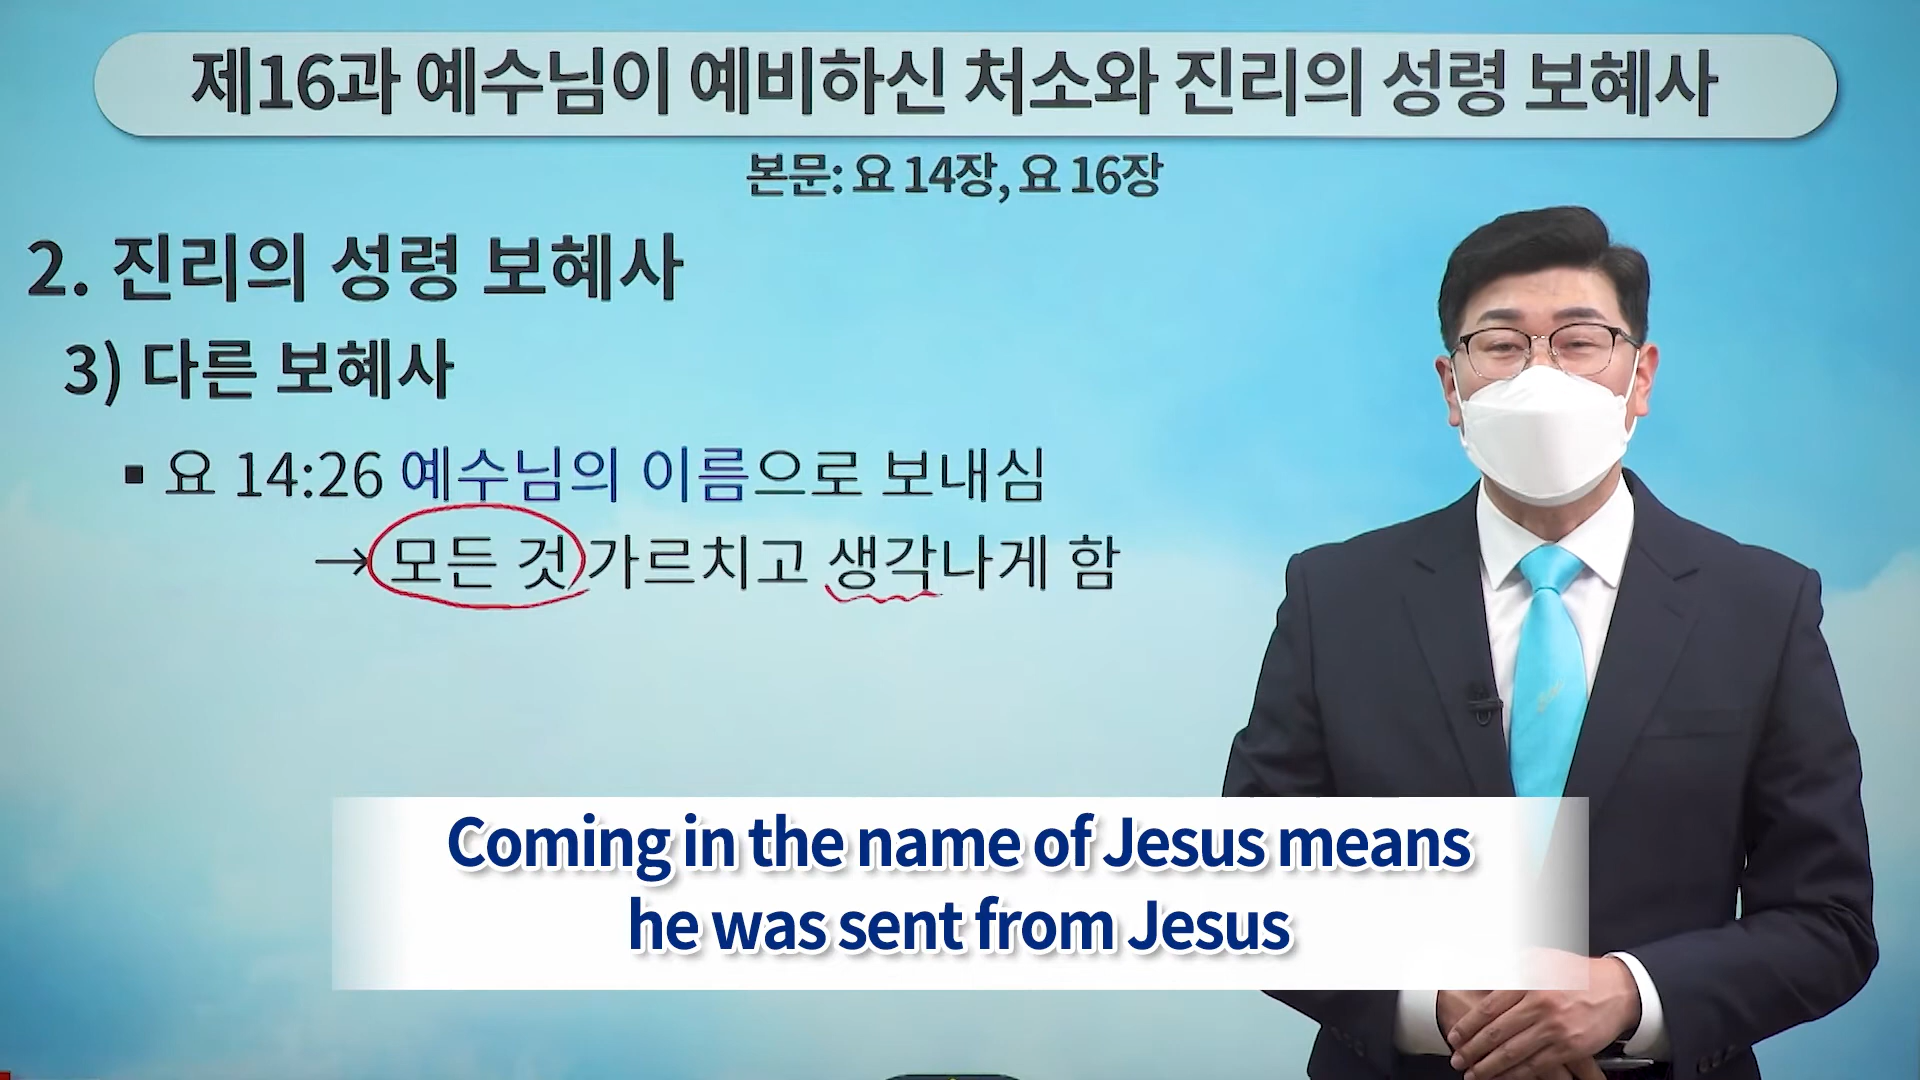 제16과 예수님이 예비하신 처소와 진리의 성령 보혜사
본문: 요 14장, 요 16장
2. 진리의 성령 보혜사
3) 다른 보혜사
▪ 요 14:26 예수님의 이름으로 보내심
→ 모든 것 가르치고 생각나게 함
Coming in the name of Jesus means
he was sent from Jesus